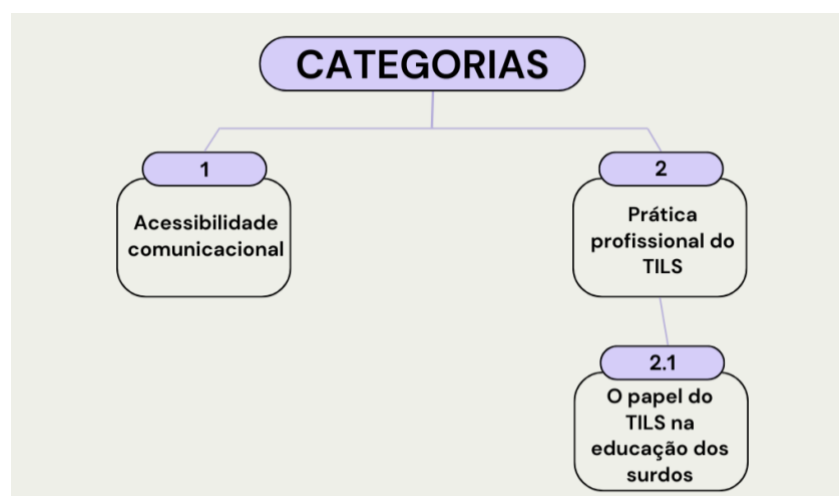 CATEGORIAS
1
Acessibilidade
comunicacional
2
Prática
profissional do
TILS
2.1
O papel do
TILS na
educação dos
surdos